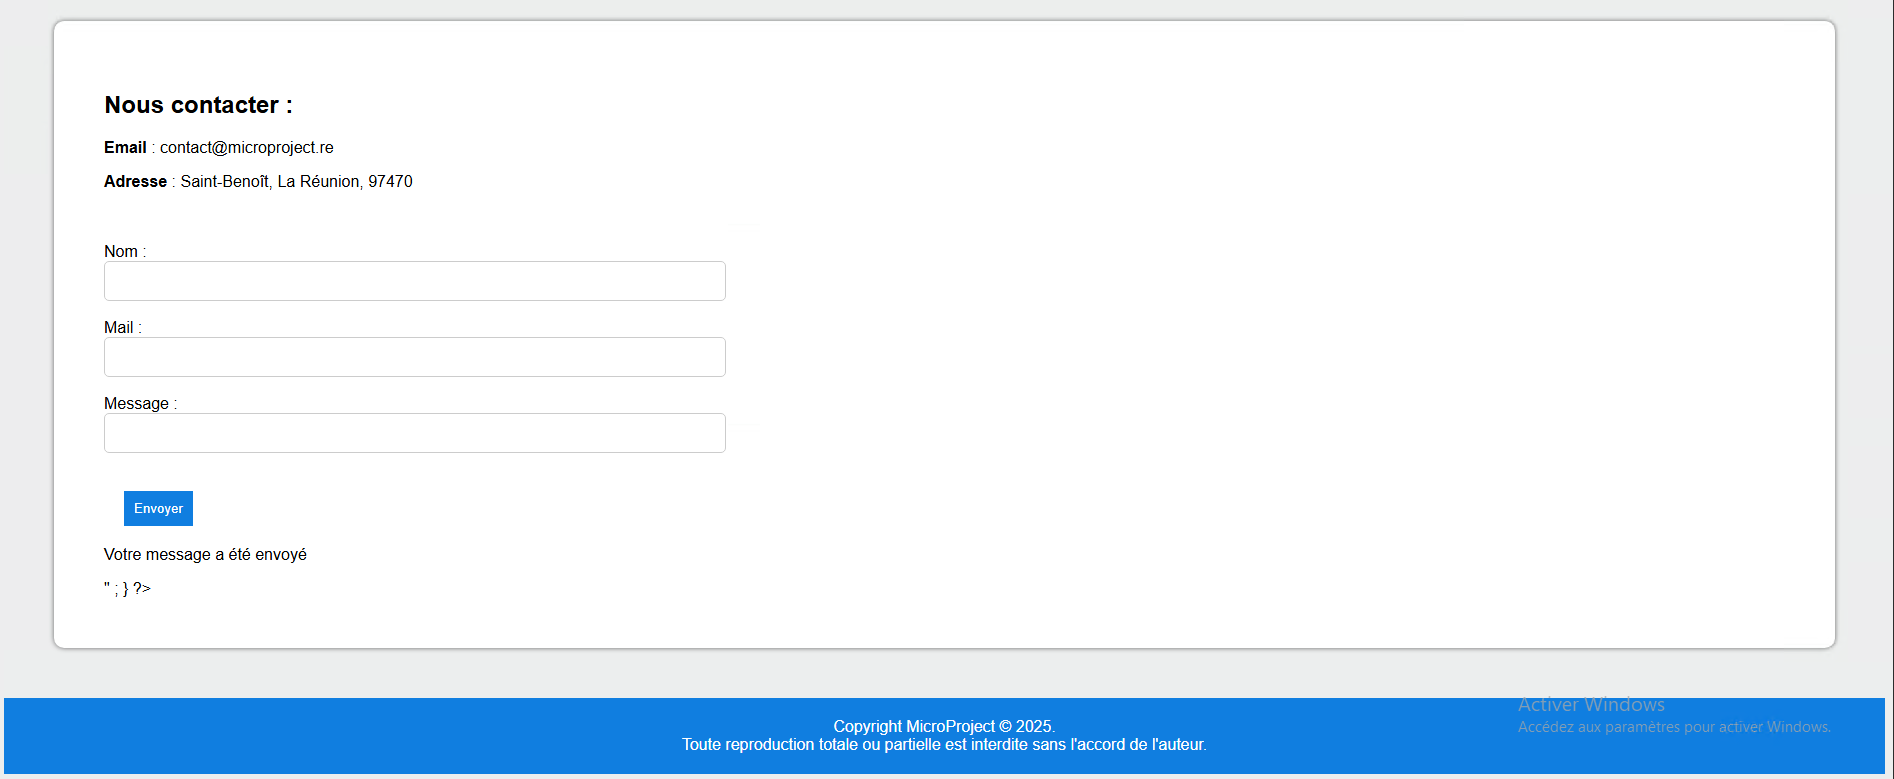 Nous contacter :
Email : contact@microproject.re
Adresse : Saint-Benoît, La Réunion, 97470
Nom :
Mail :
Message :
Envoyer
Votre message a été envoyé
" ; } ?>
Activer Windows
Accédez aux paramètres pour activer Windows.
Copyright MicroProject © 2025.
Toute reproduction totale ou partielle est interdite sans l'accord de l'auteur.